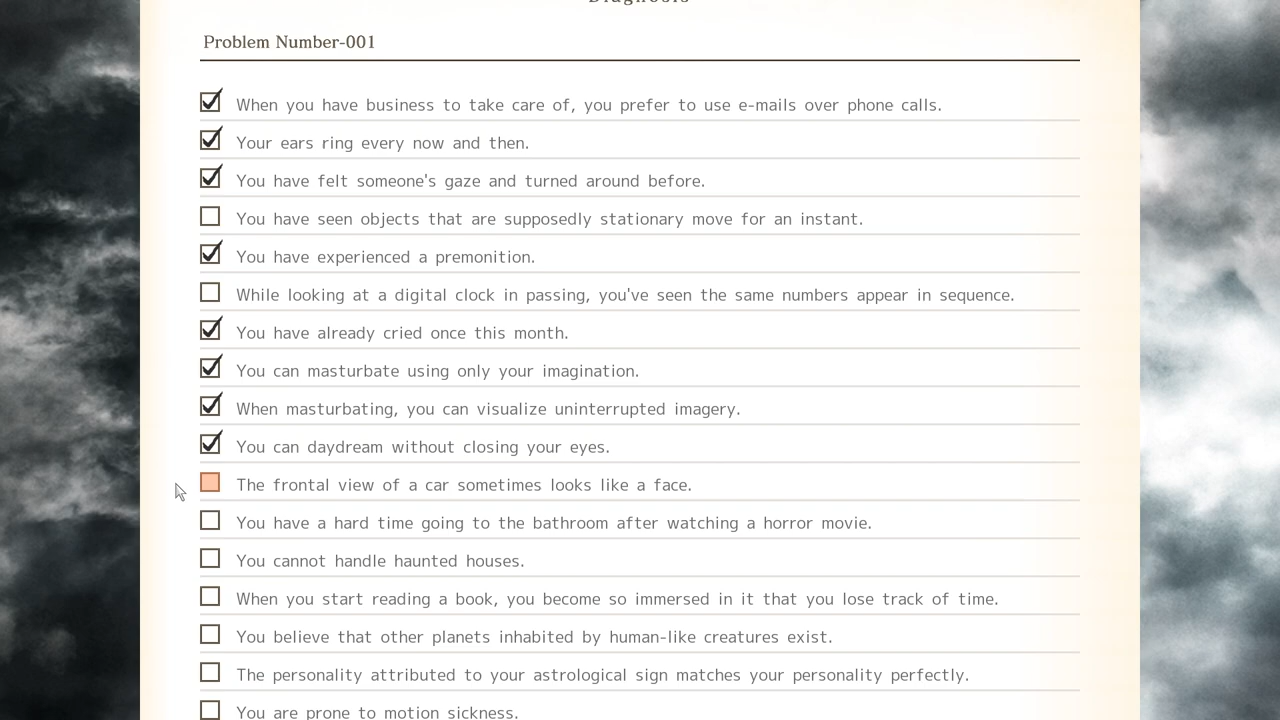 Diagnosis
Problem Number-001
When you have business to take care of, you prefer to use e-mails over phone calls.
Your ears ring every now and then.
You have felt someone's gaze and turned around before.
You have seen objects that are supposedly stationary move for an instant.
You have experienced a premonition.
While looking at a digital clock in passing, you've seen the same numbers appear in sequence.
You have already cried once this month.
You can masturbate using only your imagination.
When masturbating, you can visualize uninterrupted imagery.
You can daydream without closing your eyes.
The frontal view of a car sometimes looks like a face.
You have a hard time going to the bathroom after watching a horror movie.
You cannot handle haunted houses.
When you start reading a book, you become so immersed in it that you lose track of time.
You believe that other planets inhabited by human-like creatures exist.
The personality attributed to your astrological sign matches your personality perfectly.
You are prone to motion sickness.